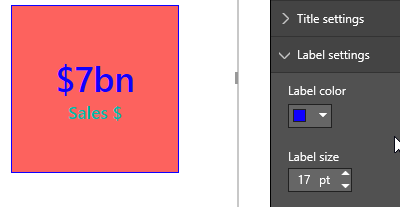 $7bn
Sales $
Title settings
Label settings
Label color
Label size
17 pt